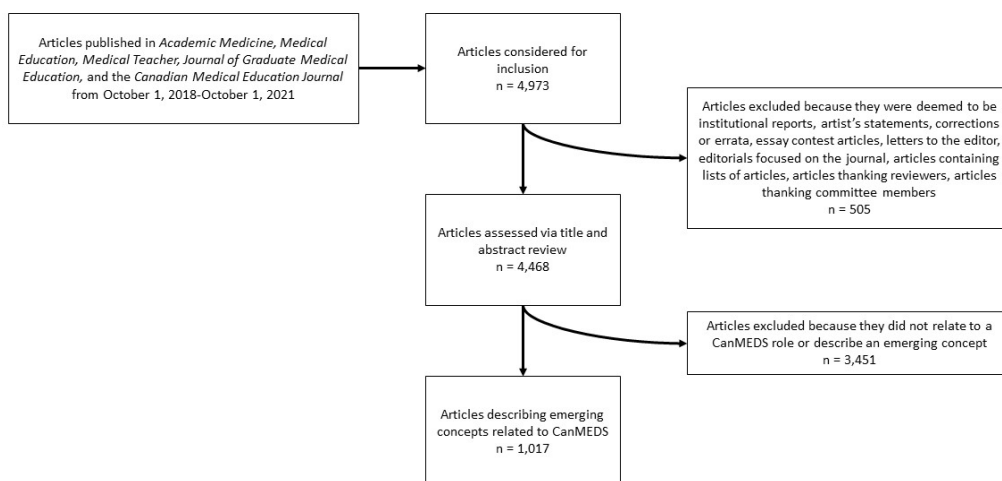 Articles published in Academic Medicine, Medical
Education, Medical Teacher, Journal of Graduate Medical
Education, and the Canadian Medical Education Journal
from October 1, 2018-October 1, 2021
Articles considered for
inclusion
n = 4,973
Articles excluded because they were deemed to be
institutional reports, artist's statements, corrections
or errata, essay contest articles, letters to the editor,
editorials focused on the journal, articles containing
lists of articles, articles thanking reviewers, articles
thanking committee members
n = 505
Articles assessed via title and
abstract review
n = 4,468
Articles excluded because they did not relate to a
CanMEDS role or describe an emerging concept
n = 3,451
Articles describing emerging
concepts related to CanMEDS
n = 1,017